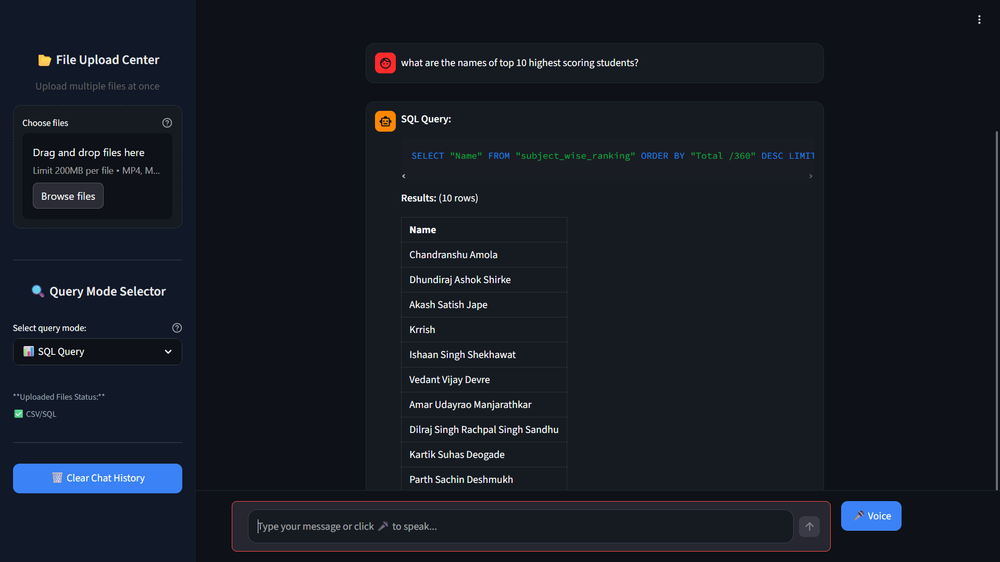 File Upload Center
Upload multiple files at once
Choose files
Drag and drop files here
Limit 200MB per file • MP4, M...
Browse files
Query Mode Selector
Select query mode:
SQL Query
**Uploaded Files Status:**
CSV/SQL
Clear Chat History
what are the names of top 10 highest scoring students?
SQL Query:
SELECT "Name" FROM "subject_wise_ranking" ORDER BY "Total /360" DESC LIMIT
Results: (10 rows)
Name
Chandranshu Amola
Dhundiraj Ashok Shirke
Akash Satish Jape
Krrish
Ishaan Singh Shekhawat
Vedant Vijay Devre
Amar Udayrao Manjarathkar
Dilraj Singh Rachpal Singh Sandhu
Kartik Suhas Deogade
Parth Sachin Deshmukh
Type your message or click 🎤 to speak...
Voice